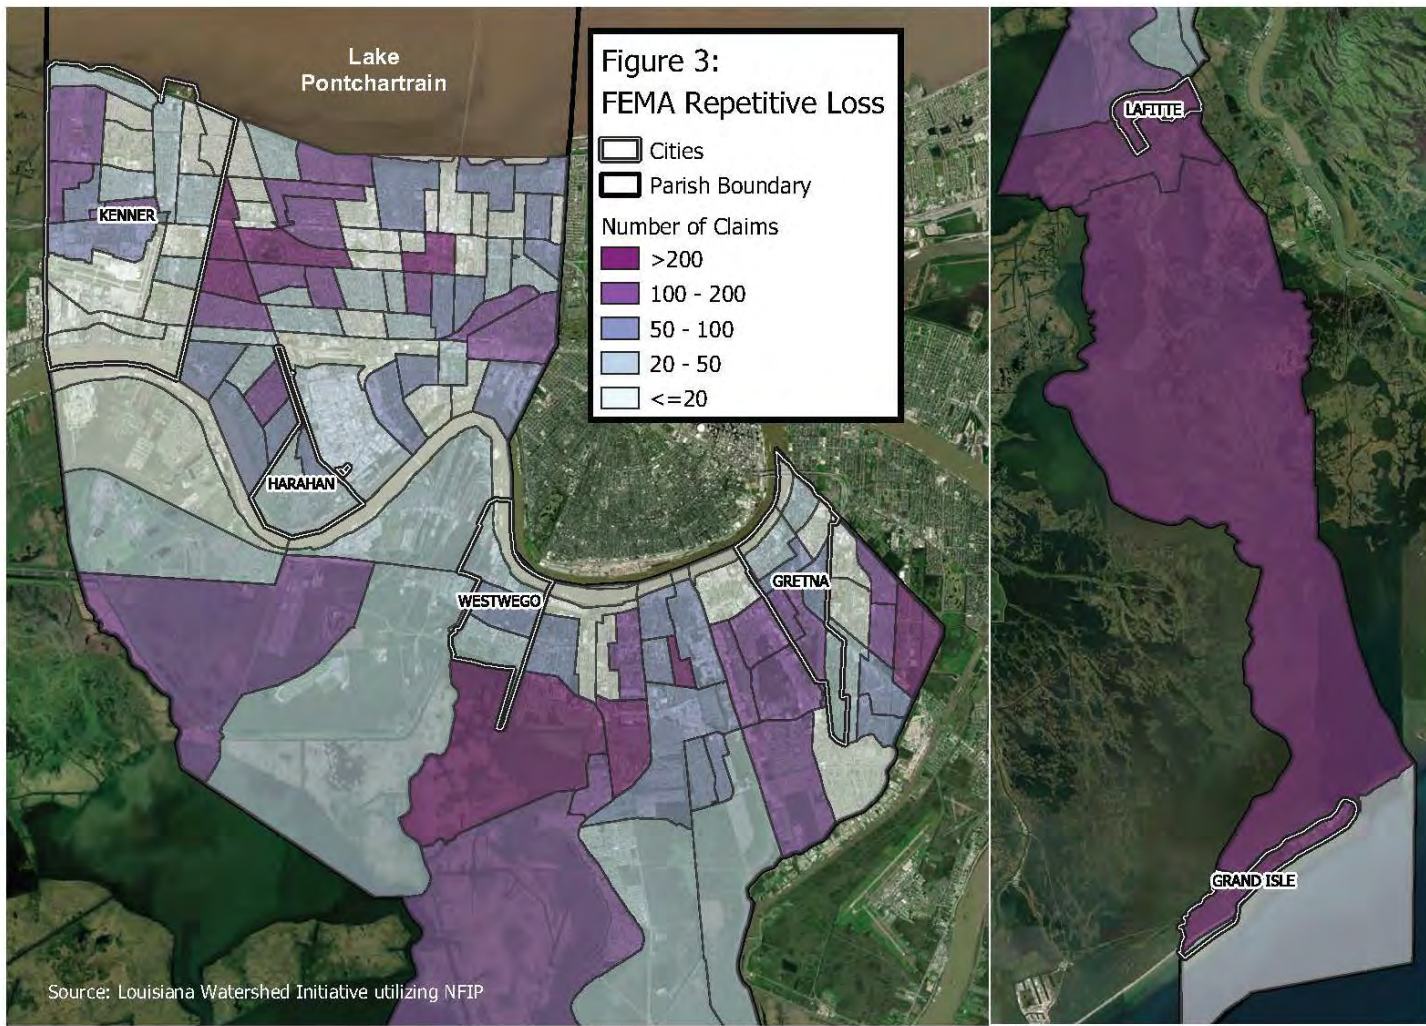 Lake
Pontchartrain
Figure 3:
FEMA Repetitive Loss
Cities
Parish Boundary
Number of Claims
>200
100 - 200
50 - 100
20 - 50
<=20
KENNER
HARAHAN
WESTWEGO
GRETNA
LAFITTE
GRAND ISLE
Source: Louisiana Watershed Initiative utilizing NFIP